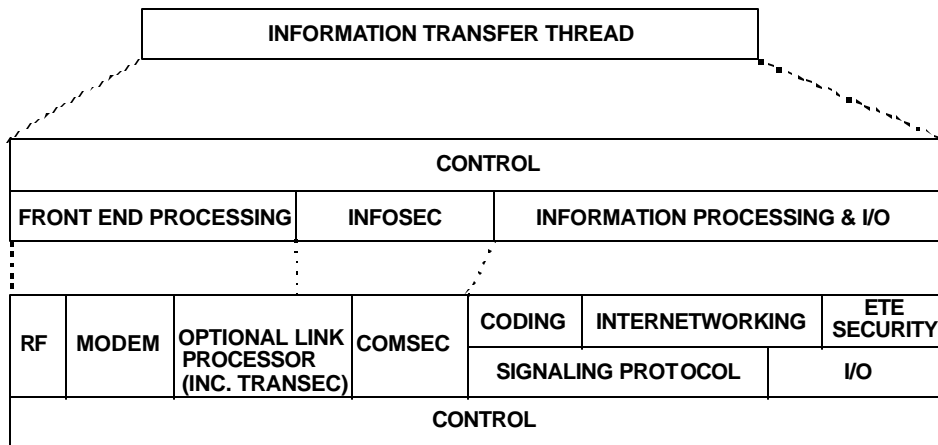 INFORMATION TRANSFER THREAD
CONTROL
FRONT END PROCESSING
INFOSEC
INFORMATION PROCESSING & I/O
RF
MODEM
OPTIONAL LINK
PROCESSOR
(INC. TRANSEC)
COMSEC
CODING
INTERNETWORKING
ETE
SECURITY
SIGNALING PROTOCOL
I/O
CONTROL